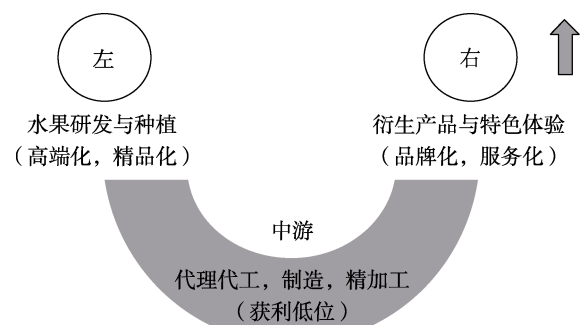 左
右
水果研发与种植
（高端化，精品化）
衍生产品与特色体验
（品牌化，服务化）
中游
代理代工，制造，精加工
（获利低位）